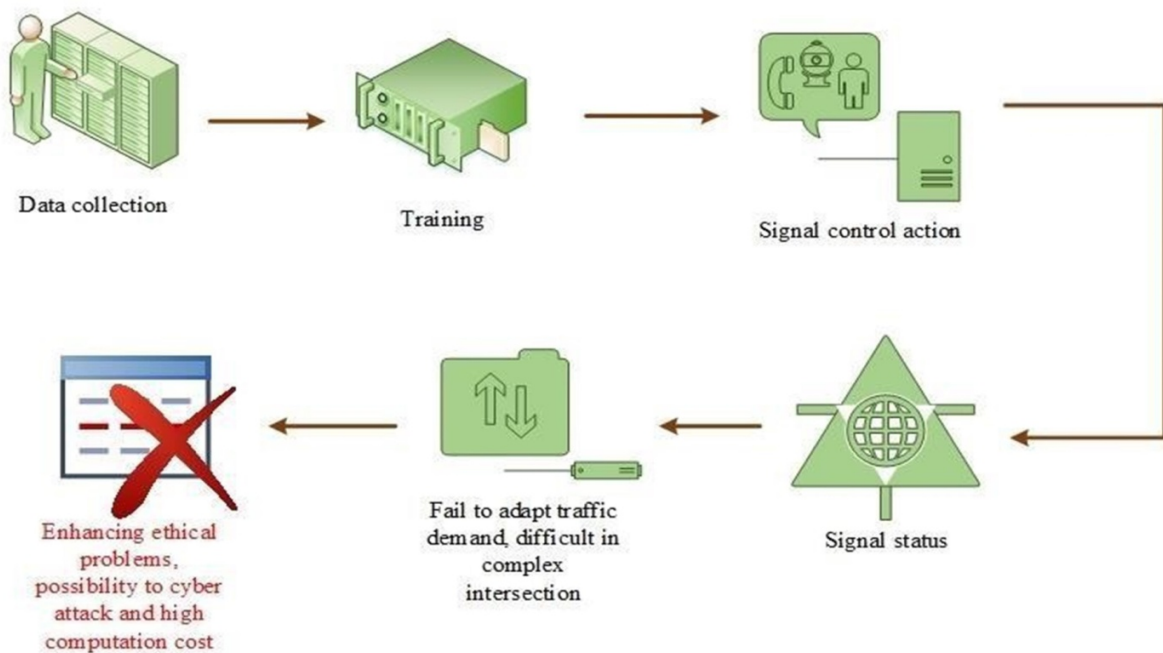 Data collection
Training
Signal control action
Signal status
Fail to adapt traffic
demand, difficult in
complex
intersection
Enhancing ethical
problems,
possibility to cyber
attack and high
computation cost